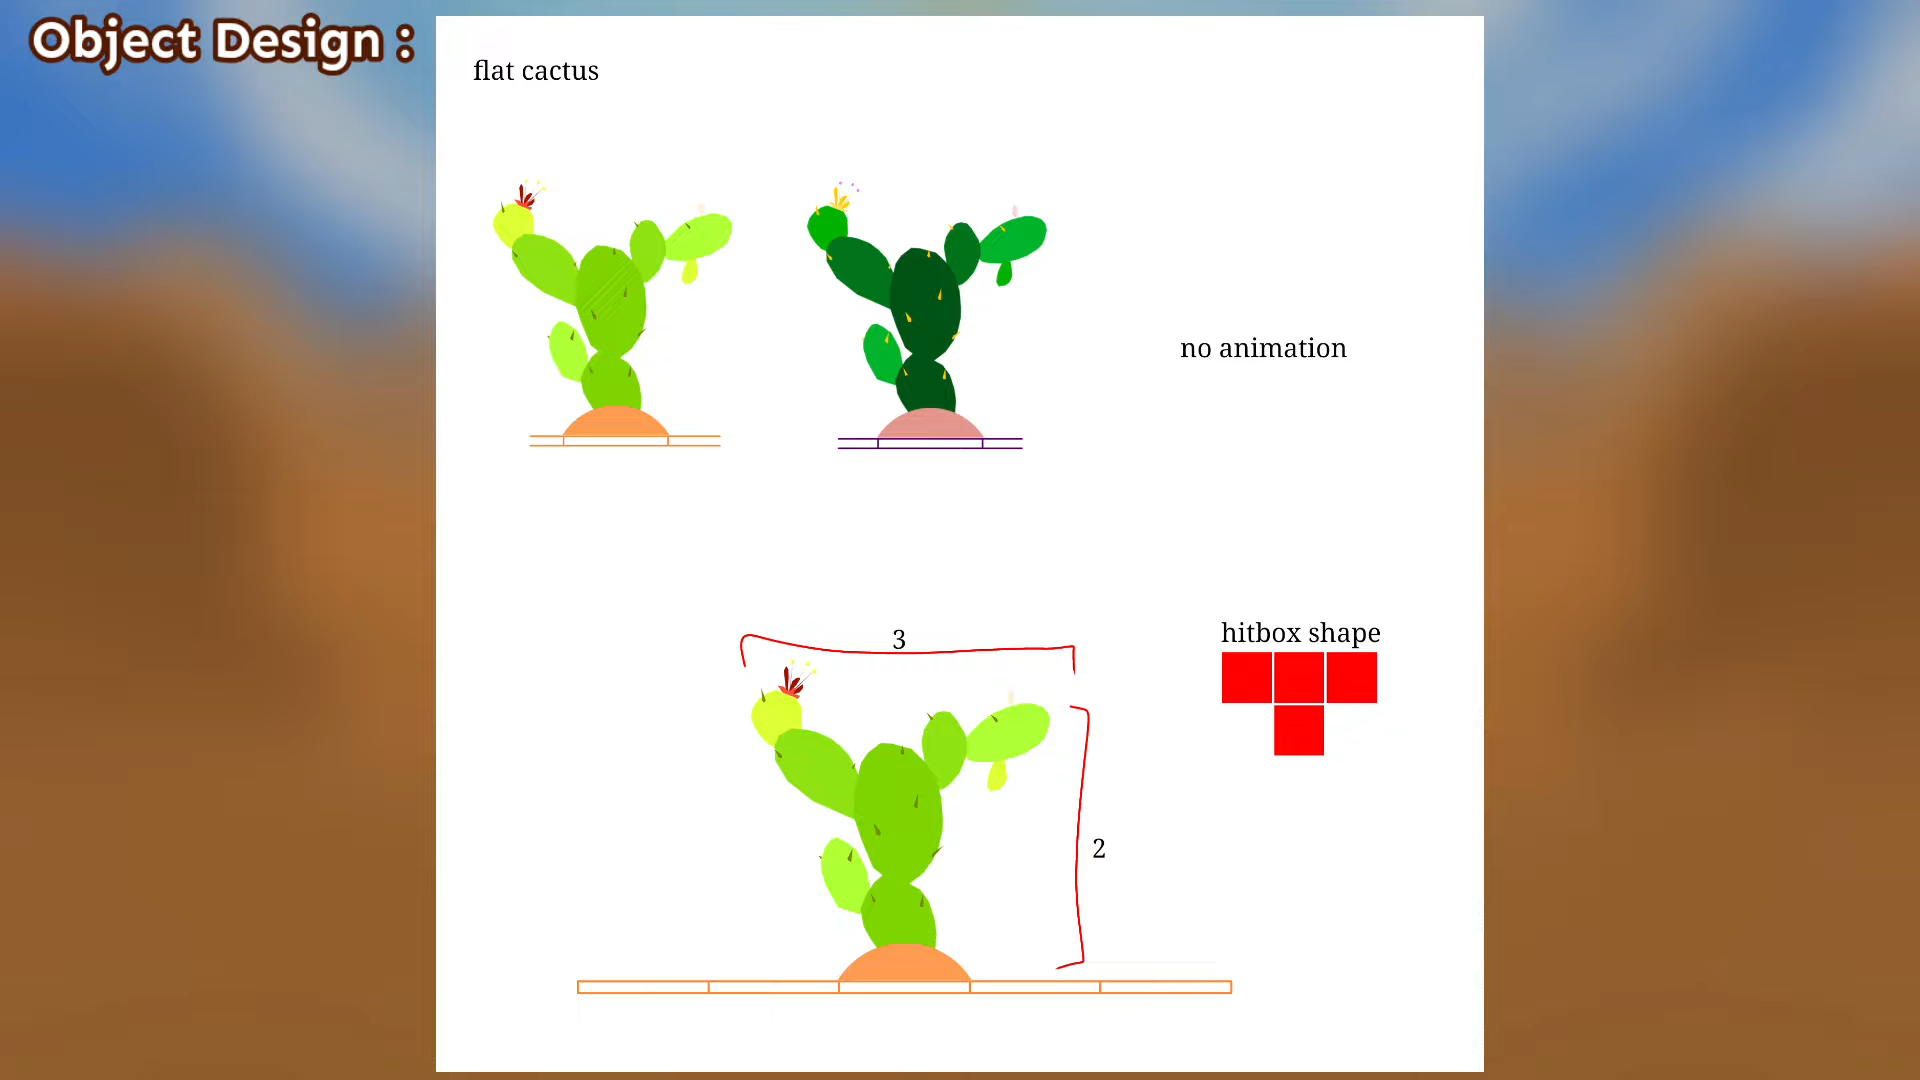 Object Design :
flat cactus
no animation
3
hitbox shape
2